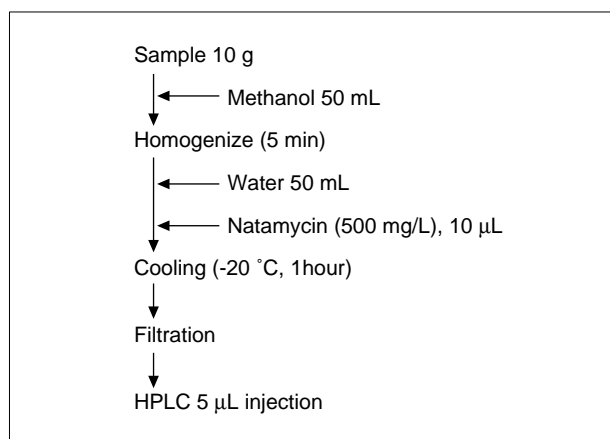 Sample 10 g
Methanol 50 mL
Homogenize (5 min)
Water 50 mL
Natamycin (500 mg/L), 10 μL
Cooling (-20 ˚C, 1hour)
Filtration
HPLC 5 μL injection